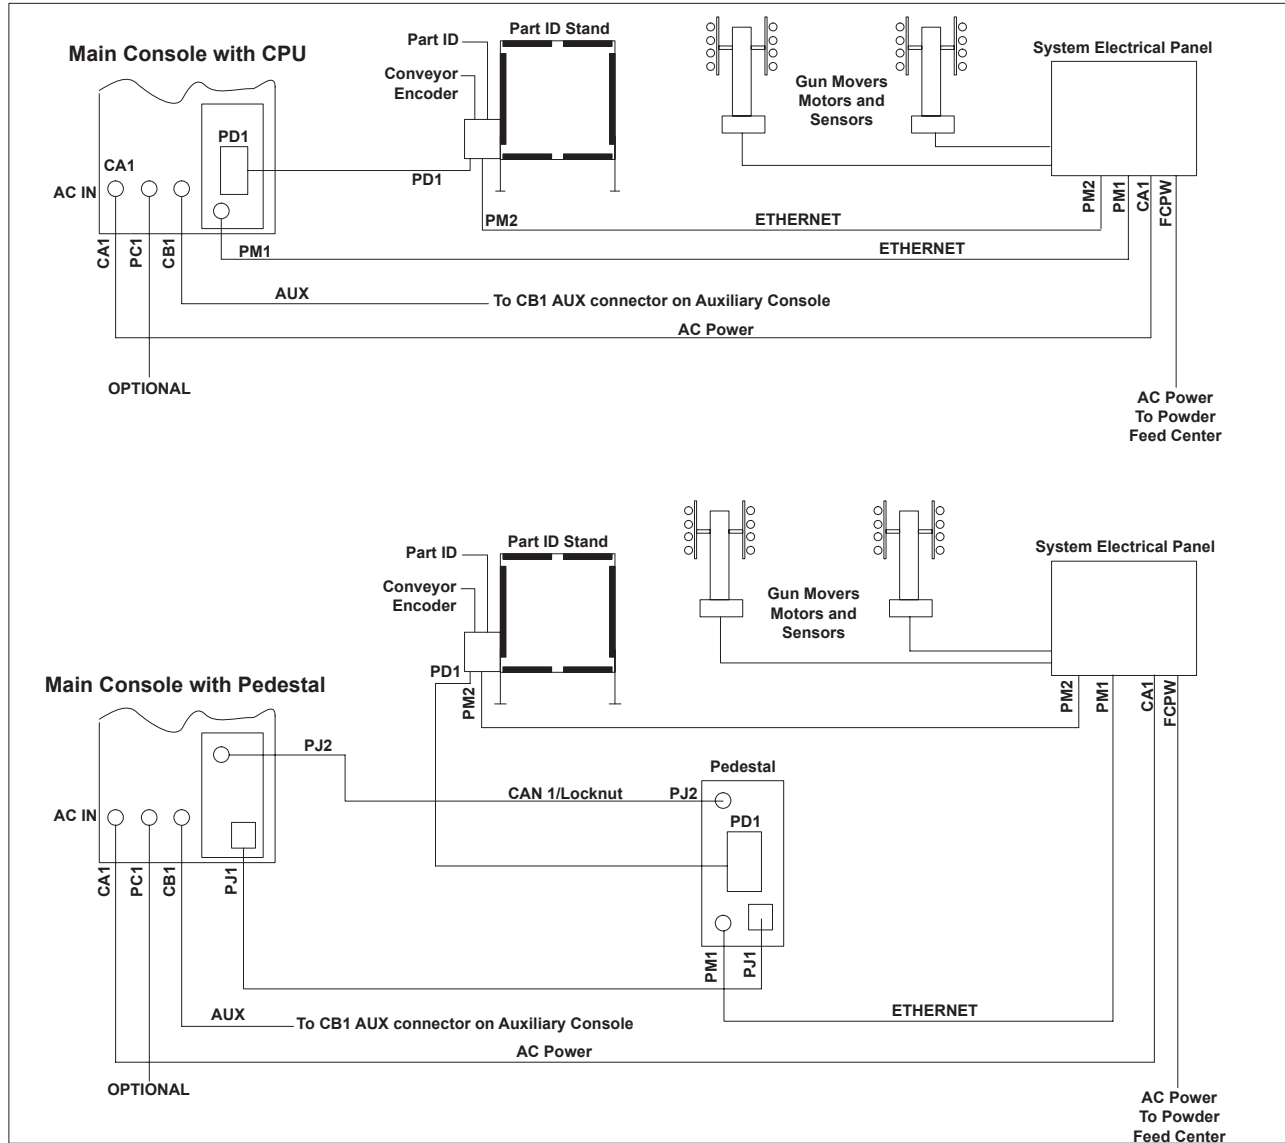 Main Console with CPU
Part ID
Part ID Stand
Conveyor
Encoder
Gun Movers
Motors and
Sensors
System Electrical Panel
PD1
CA1
AC IN
PD1
CA1
PC1
CB1
PM1
PM2
ETHERNET
ETHERNET
PM2
PM1
CA1
FCPW
AUX
To CB1 AUX connector on Auxiliary Console
AC Power
OPTIONAL
AC Power
To Powder
Feed Center
Part ID
Part ID Stand
Conveyor
Encoder
Gun Movers
Motors and
Sensors
System Electrical Panel
PD1
PM2
PM2
PM1
CA1
FCPW
Main Console with Pedestal
PJ2
AC IN
CAN 1/Locknut
PJ2
Pedestal
PD1
CA1
PC1
CB1
PJ1
PM1
PJ1
ETHERNET
AUX
To CB1 AUX connector on Auxiliary Console
AC Power
OPTIONAL
AC Power
To Powder
Feed Center